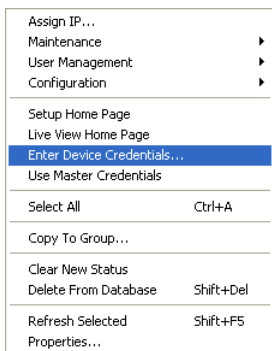 Assign IP...
Maintenance
User Management
Configuration
Setup Home Page
Live View Home Page
Enter Device Credentials...
Use Master Credentials
Select All Ctrl+A
Copy To Group...
Clear New Status
Delete From Database Shift+Del
Refresh Selected Shift+F5
Properties...